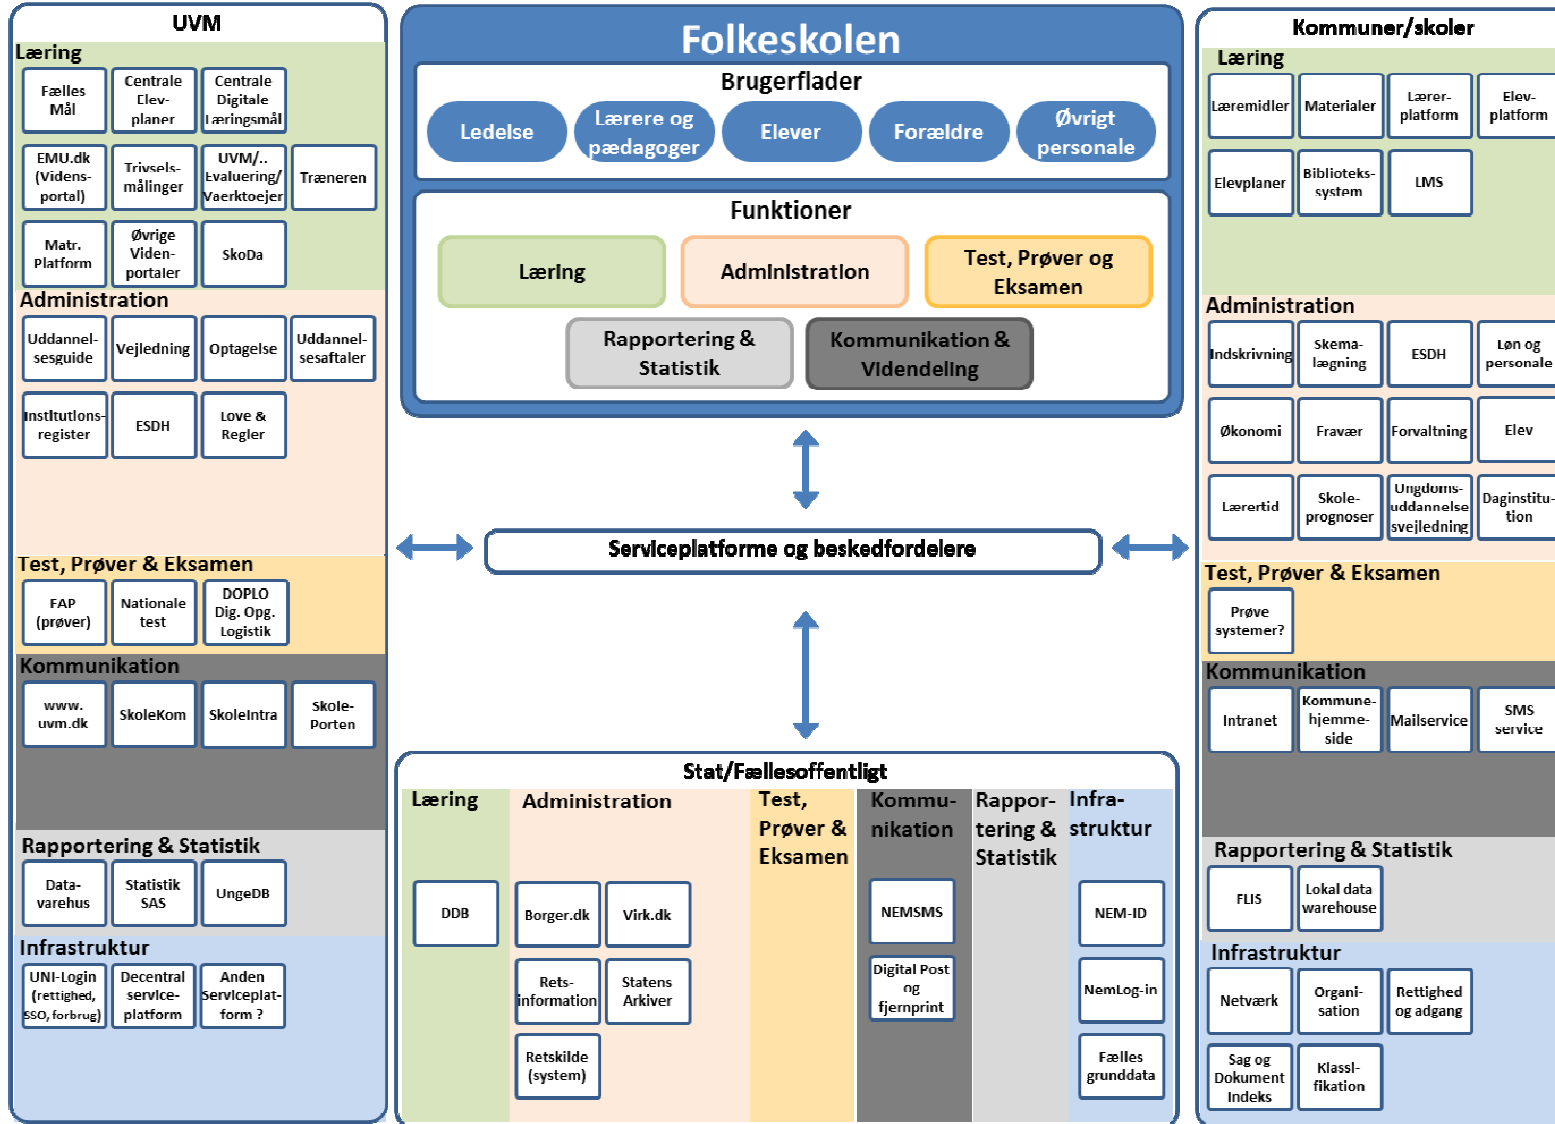 UVM
Læring
Fælles
Mål
Centrale
Elev-
planer
Centrale
Digitale
Læringsmål
EMU.dk
(Videns-
portal)
Trivsels-
målinger
UVM/..
Evaluering/
Vaerktoejer
Træneren
Matr.
Platform
Øvrige
Viden-
portaler
SkoDa
Administration
Uddannel-
sesguide
Vejledning
Optagelse
Uddannel-
sesaftaler
Institutions-
register
ESDH
Love &
Regler
Test, Prøver & Eksamen
FAP
(prøver)
Nationale
test
DOPLO
Dig. Opg.
Logistik
Kommunikation
www.
uvm.dk
SkoleKom
SkoleIntra
Skole-
Porten
Rapportering & Statistik
Data-
varehus
Statistik
SAS
UngeDB
Infrastruktur
UNI-Login
(rettighed,
SSO, forbrug)
Decentral
service-
platform
Anden
Serviceplat-
form ?
Folkeskolen
Brugerflader
Ledelse
Lærere og
pædagoger
Elever
Forældre
Øvrigt
personale
Funktioner
Læring
Administration
Test, Prøver og
Eksamen
Rapportering &
Statistik
Kommunikation &
Videndeling
Serviceplatforme og beskedfordelere
Stat/Fællesoffentligt
Læring
DDB
Administration
Borger.dk
Virk.dk
Rets-
information
Statens
Arkiver
Retskilde
(system)
Test,
Prøver &
Eksamen
Kommu-
nikation
NEMSMS
Digital Post
og
fjernprint
Rappor-
tering &
Statistik
Infra-
struktur
NEM-ID
NemLog-in
Fælles
grunddata
Kommuner/skoler
Læring
Læremidler
Materialer
Lærer-
platform
Elev-
platform
Elevplaner
Biblioteks-
system
LMS
Administration
Indskrivning
Skema-
lægning
ESDH
Løn og
personale
Økonomi
Fravær
Forvaltning
Elev
Lærertid
Skole-
prognoser
Ungdoms-
uddannelse
svejledning
Daginstitu-
tion
Test, Prøver & Eksamen
Prøve
systemer?
Kommunikation
Intranet
Kommune-
hjemme-
side
Mailservice
SMS
service
Rapportering & Statistik
FLIS
Lokal data
warehouse
Infrastruktur
Netværk
Organi-
sation
Rettighed
og adgang
Sag og
Dokument
Indeks
Klassi-
fikation